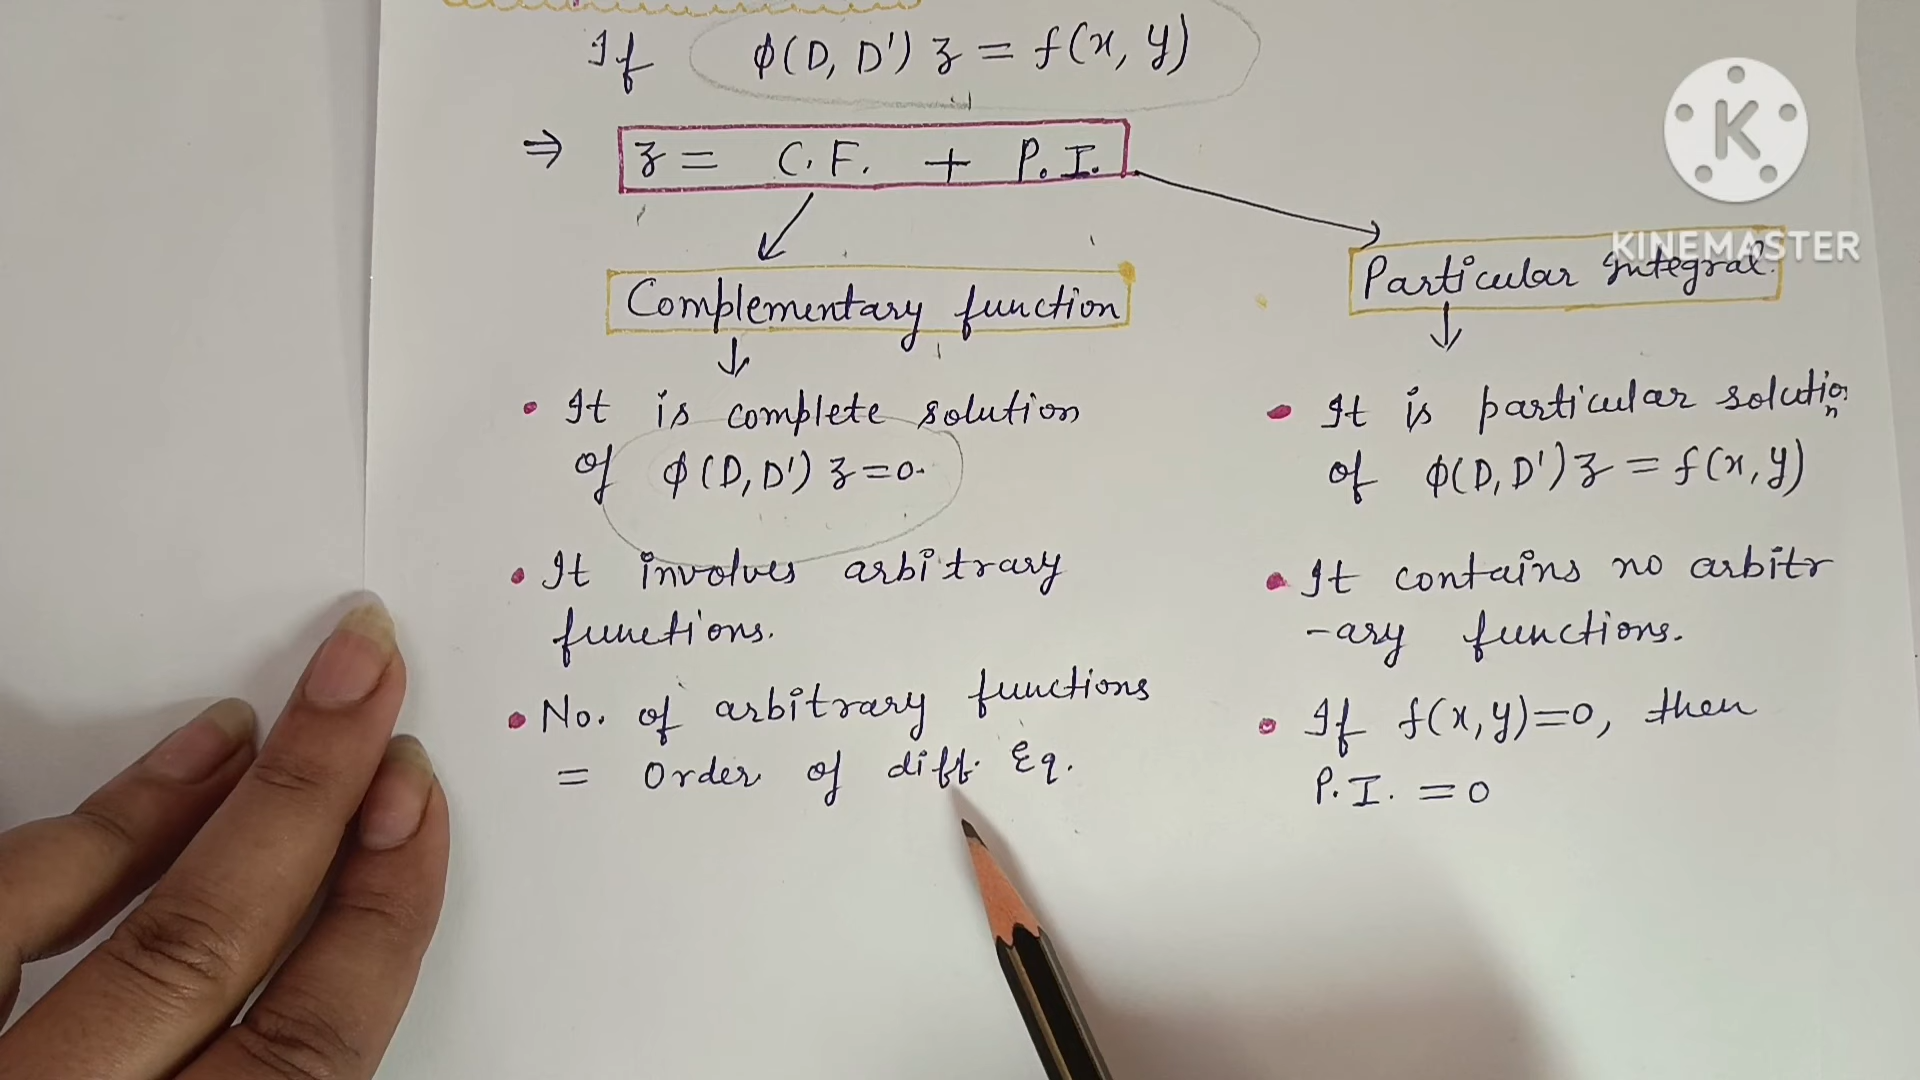 If ϕ(D, D') z = f(x, y)
⇒ z = C.F. + P.I.
K
KINEMASTER
Complementary function
• It is complete solution
of ϕ(D, D') z = 0.
• It involves arbitrary
functions.
• No. of arbitrary functions
= Order of diff. Eq.
Particular integral.
• It is particular solution
of ϕ(D, D') z = f(x, y)
• It contains no arbitr
-ary functions.
• If f(x, y)=0, then
P.I. = 0